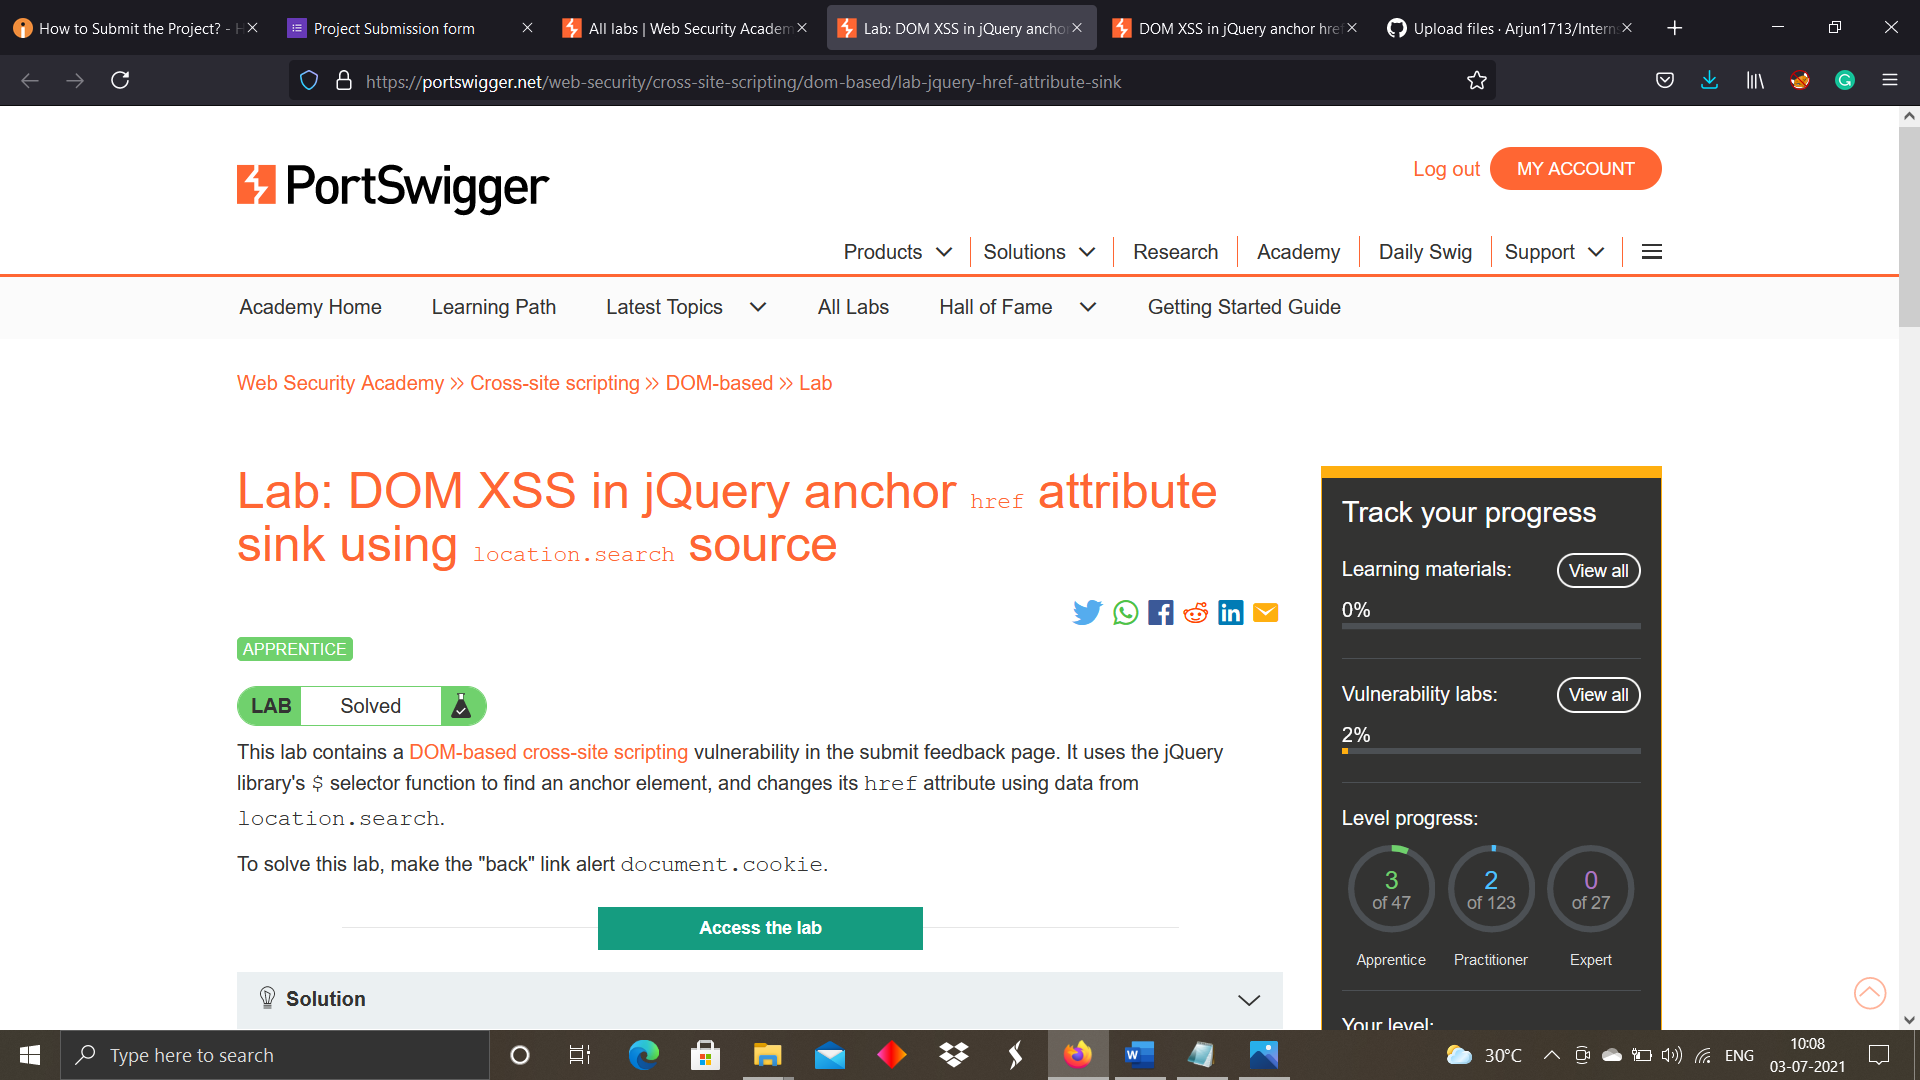 How to Submit the Project? - H
Project Submission form
All labs | Web Security Academ
Lab: DOM XSS in jQuery ancho
DOM XSS in jQuery anchor hre
Upload files · Arjun1713/Intern
https://portswigger.net/web-security/cross-site-scripting/dom-based/lab-jquery-href-attribute-sink
PortSwigger
Log out
MY ACCOUNT
Products
Solutions
Research
Academy
Daily Swig
Support
Academy Home
Learning Path
Latest Topics
All Labs
Hall of Fame
Getting Started Guide
Web Security Academy » Cross-site scripting » DOM-based » Lab
Lab: DOM XSS in jQuery anchor href attribute
sink using location.search source
APPRENTICE
LAB Solved
This lab contains a DOM-based cross-site scripting vulnerability in the submit feedback page. It uses the jQuery
library's $ selector function to find an anchor element, and changes its href attribute using data from
location.search.
To solve this lab, make the "back" link alert document.cookie.
Access the lab
Solution
Track your progress
Learning materials:
View all
0%
Vulnerability labs:
View all
2%
Level progress:
3
of 47
2
of 123
0
of 27
Apprentice
Practitioner
Expert
Your level:
Type here to search
30°C
ENG
10:08
03-07-2021